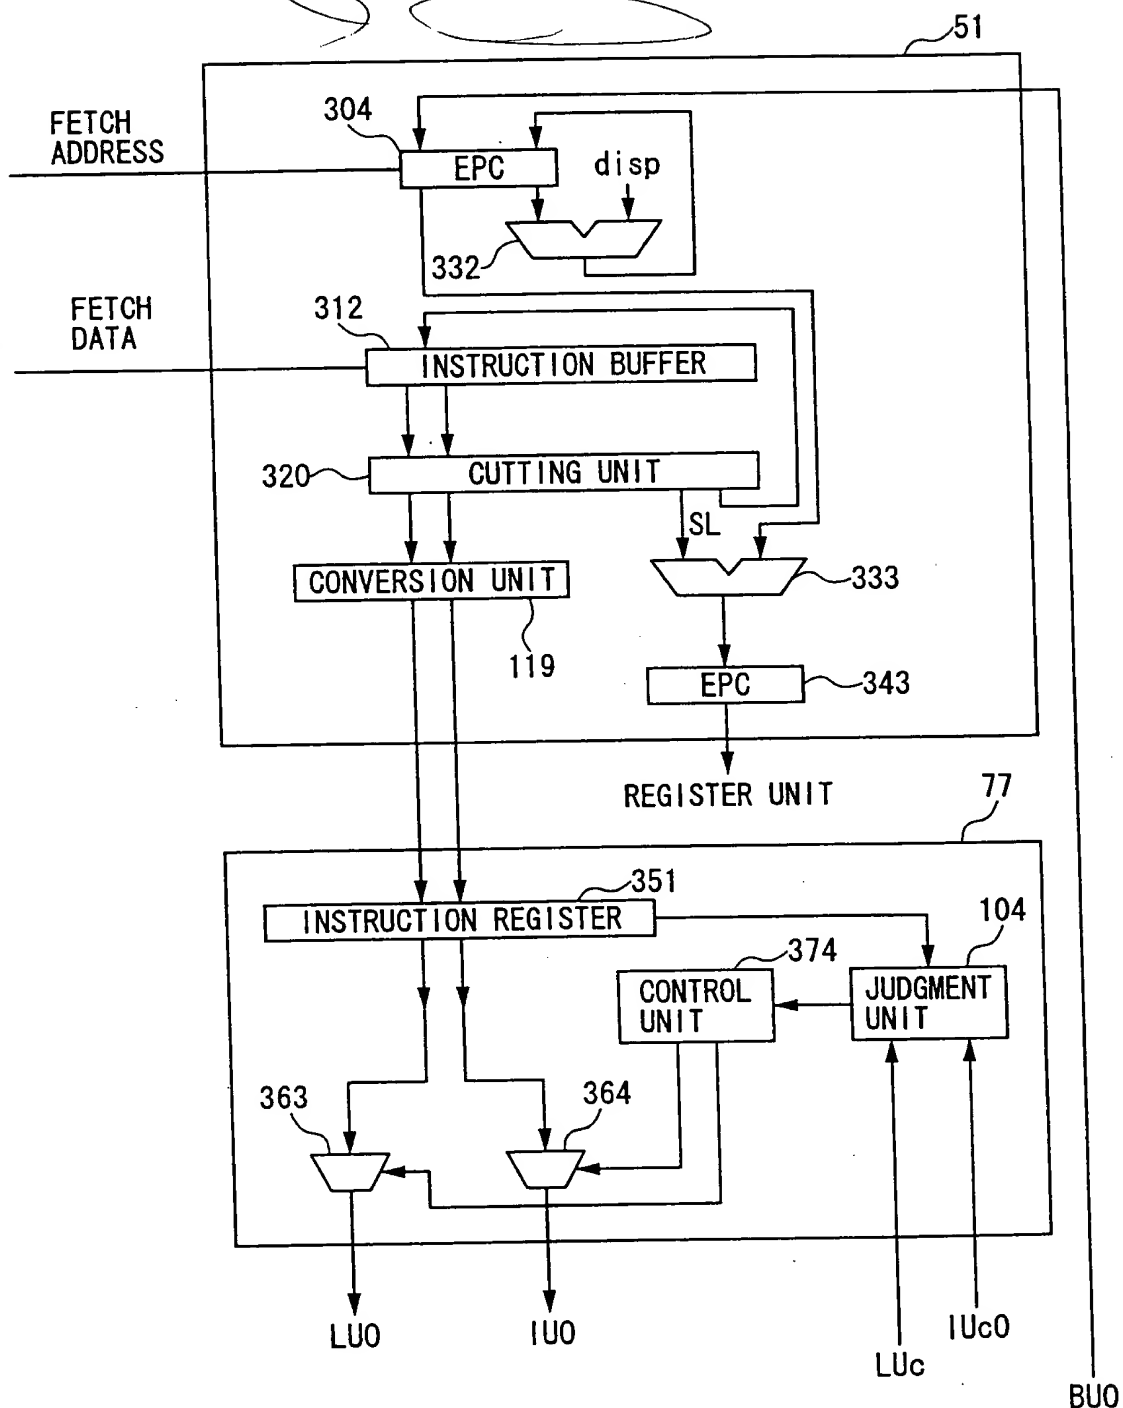 51
304
FETCH
ADDRESS
EPC
disp
332
FETCH
DATA
312
INSTRUCTION BUFFER
320
CUTTING UNIT
SL
CONVERSION UNIT
333
119
EPC
343
REGISTER UNIT
77
351
INSTRUCTION REGISTER
104
374
CONTROL
UNIT
JUDGMENT
UNIT
363
364
LU0
IU0
LUc
IUc0
BU0